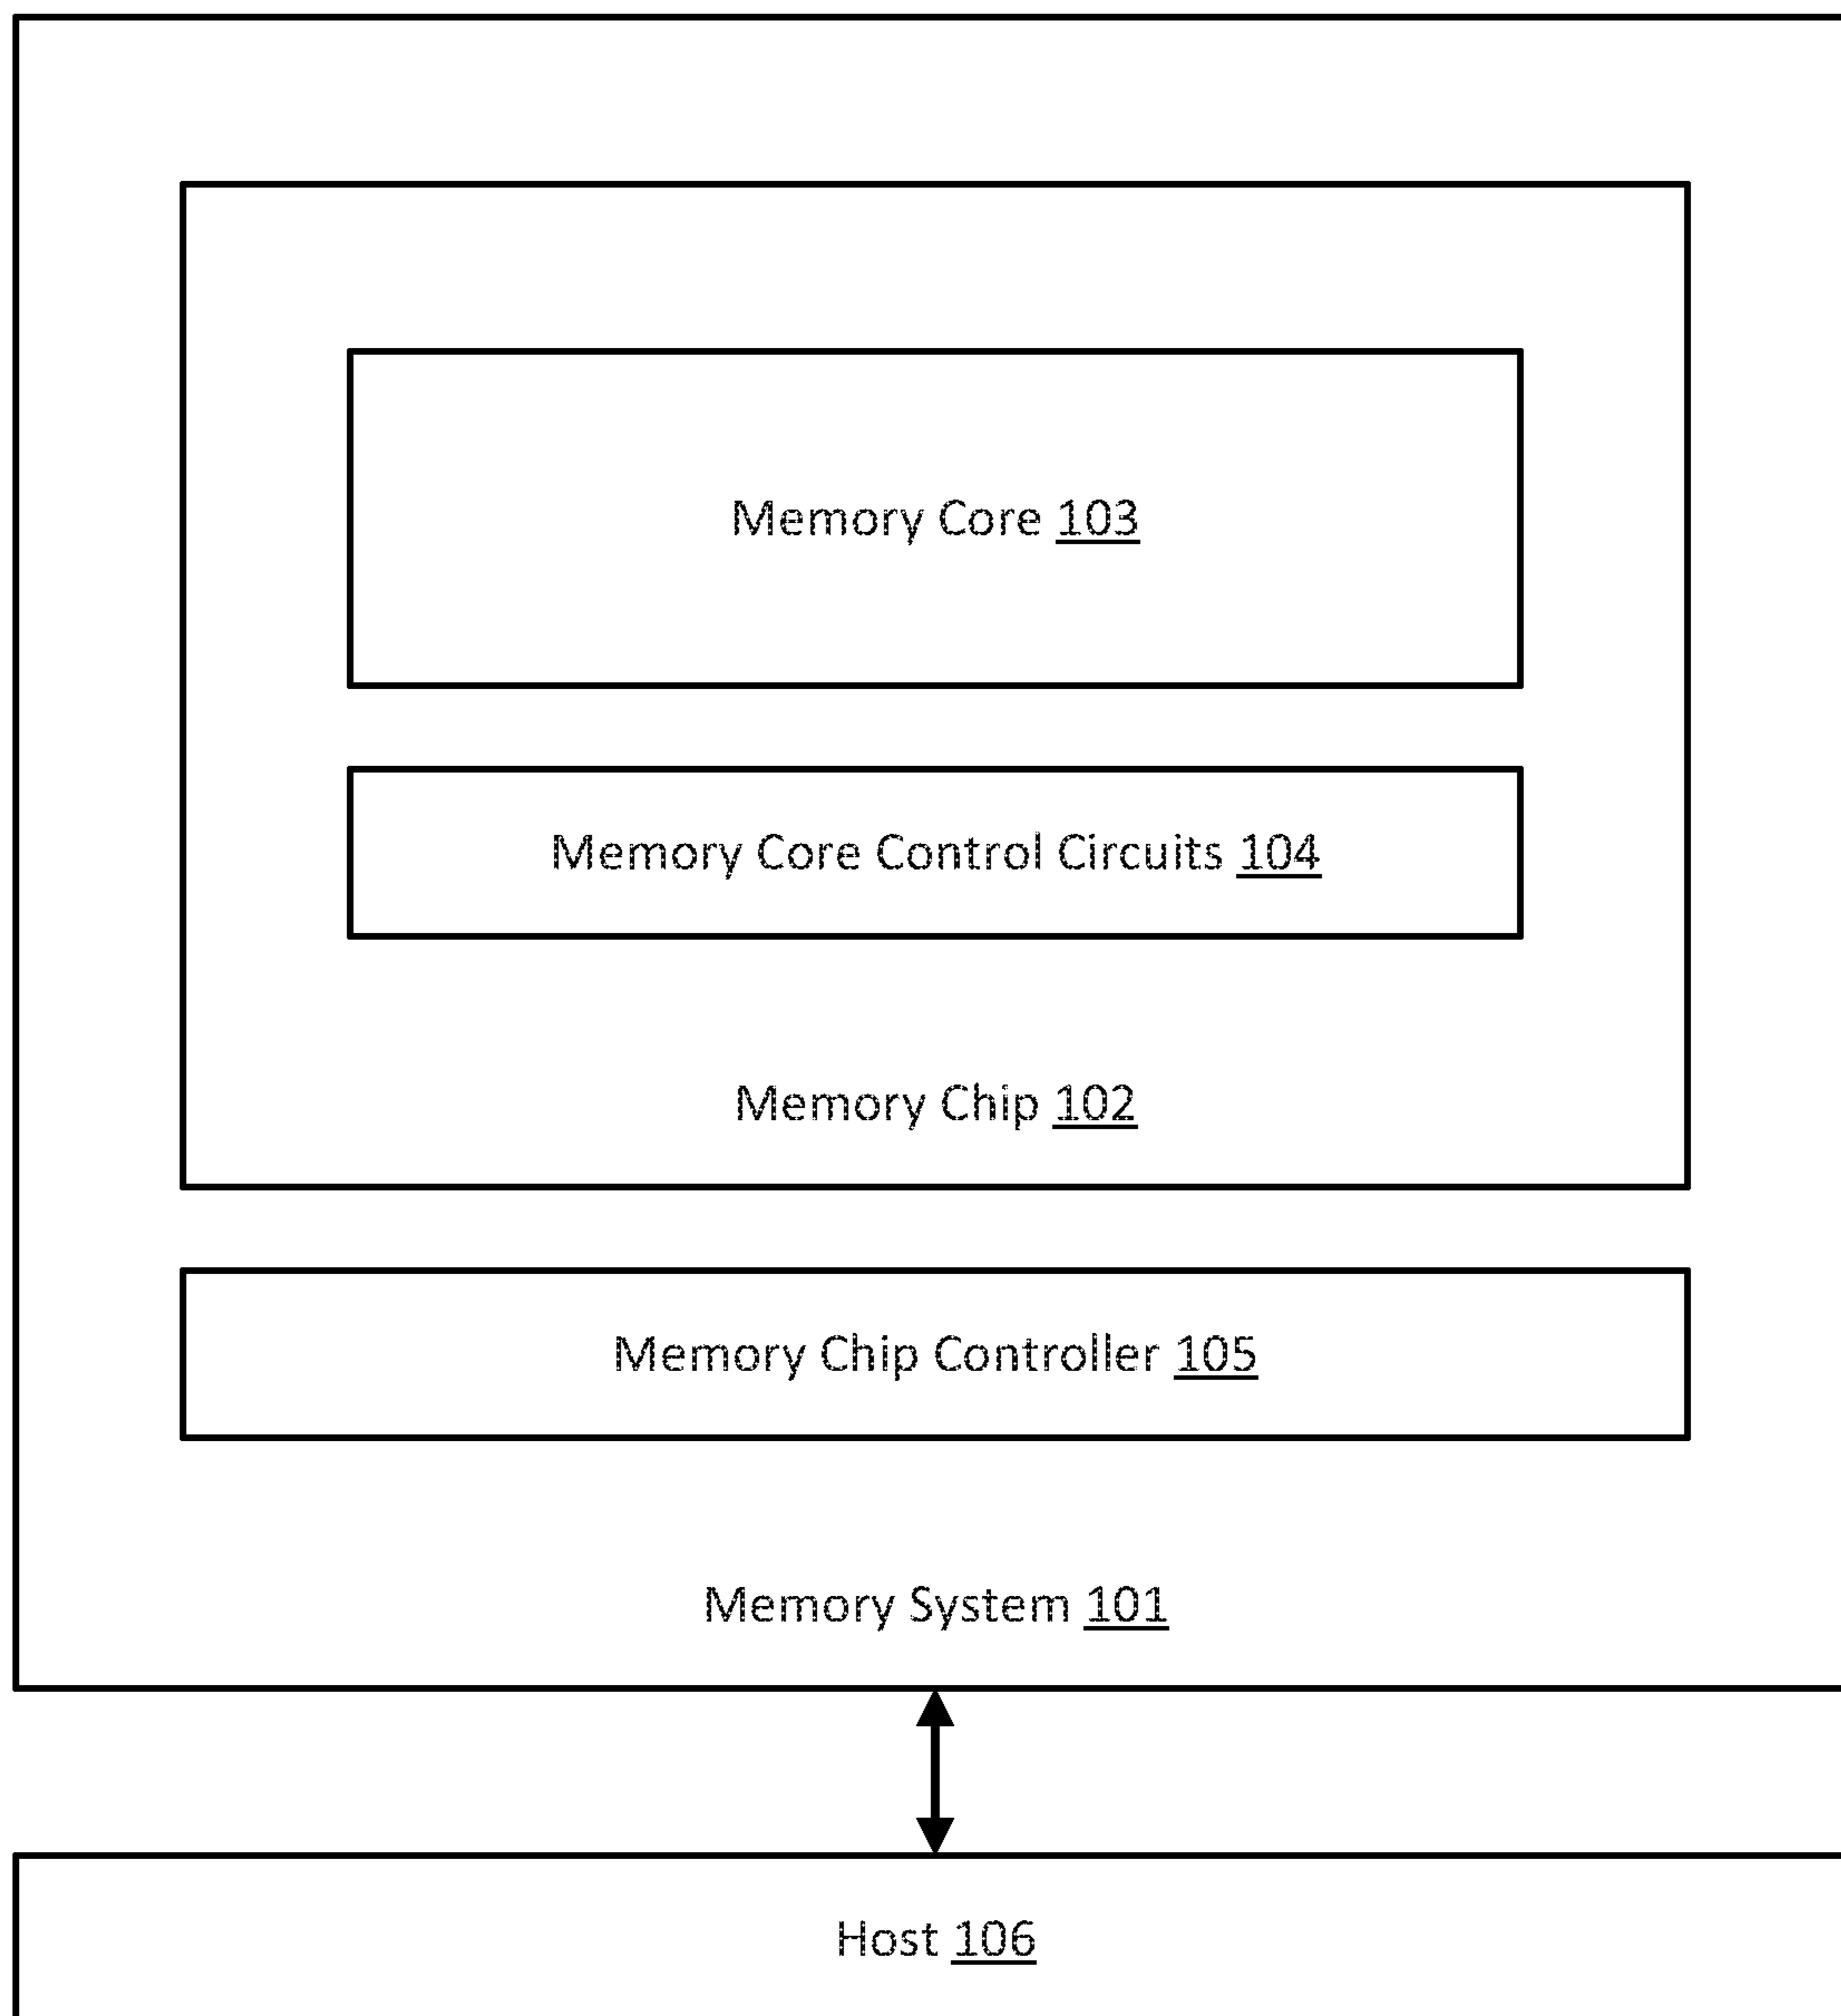 Memory Core 103
Memory Core Control Circuits 104
Memory Chip 102
Memory Chip Controller 105
Memory System 101
Host 106